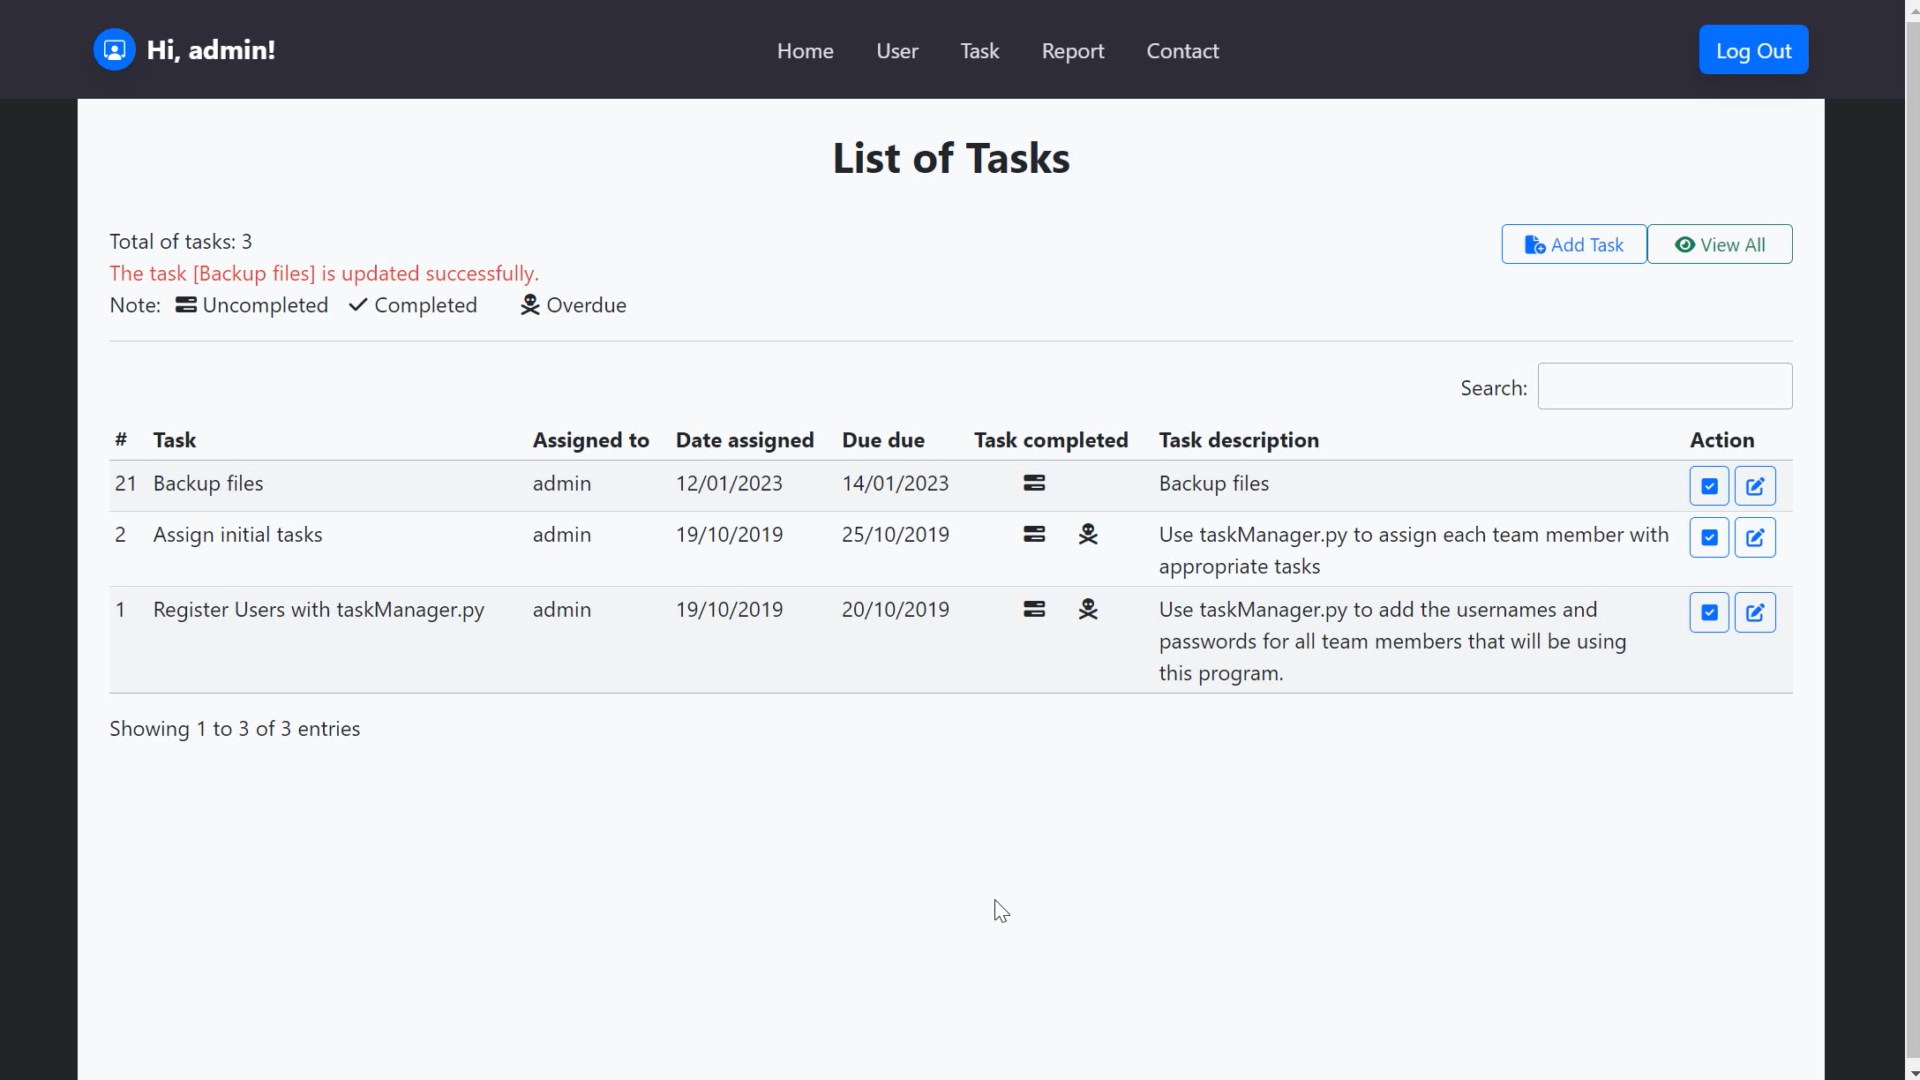 Hi, admin!
Home User Task Report Contact
Log Out
List of Tasks
Total of tasks: 3
Add Task View All
The task [Backup files] is updated successfully.
Note: Uncompleted Completed Overdue
Search:
# Task Assigned to Date assigned Due due Task completed Task description Action
21 Backup files admin 12/01/2023 14/01/2023 Backup files
2 Assign initial tasks admin 19/10/2019 25/10/2019 Use taskManager.py to assign each team member with
appropriate tasks
1 Register Users with taskManager.py admin 19/10/2019 20/10/2019 Use taskManager.py to add the usernames and
passwords for all team members that will be using
this program.
Showing 1 to 3 of 3 entries